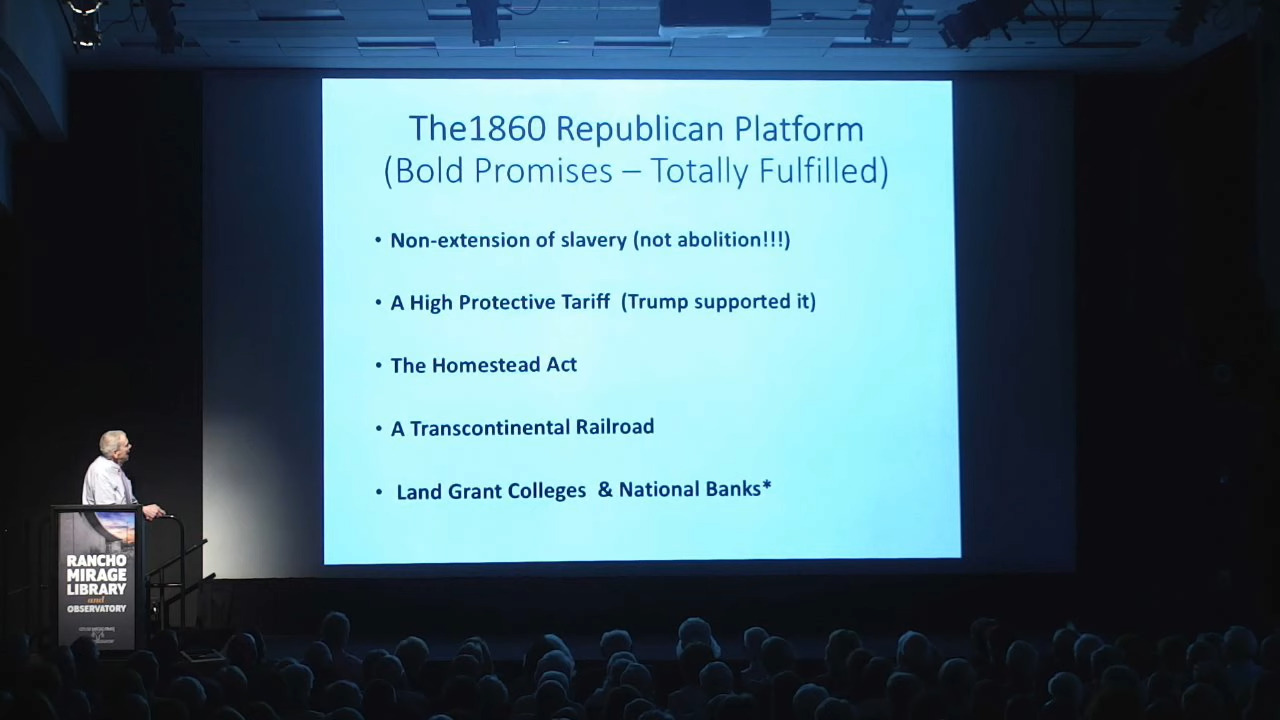 The1860 Republican Platform
(Bold Promises – Totally Fulfilled)
• Non-extension of slavery (not abolition!!!)
• A High Protective Tariff (Trump supported it)
• The Homestead Act
• A Transcontinental Railroad
• Land Grant Colleges & National Banks*
RANCHO
MIRAGE
LIBRARY
and
OBSERVATORY